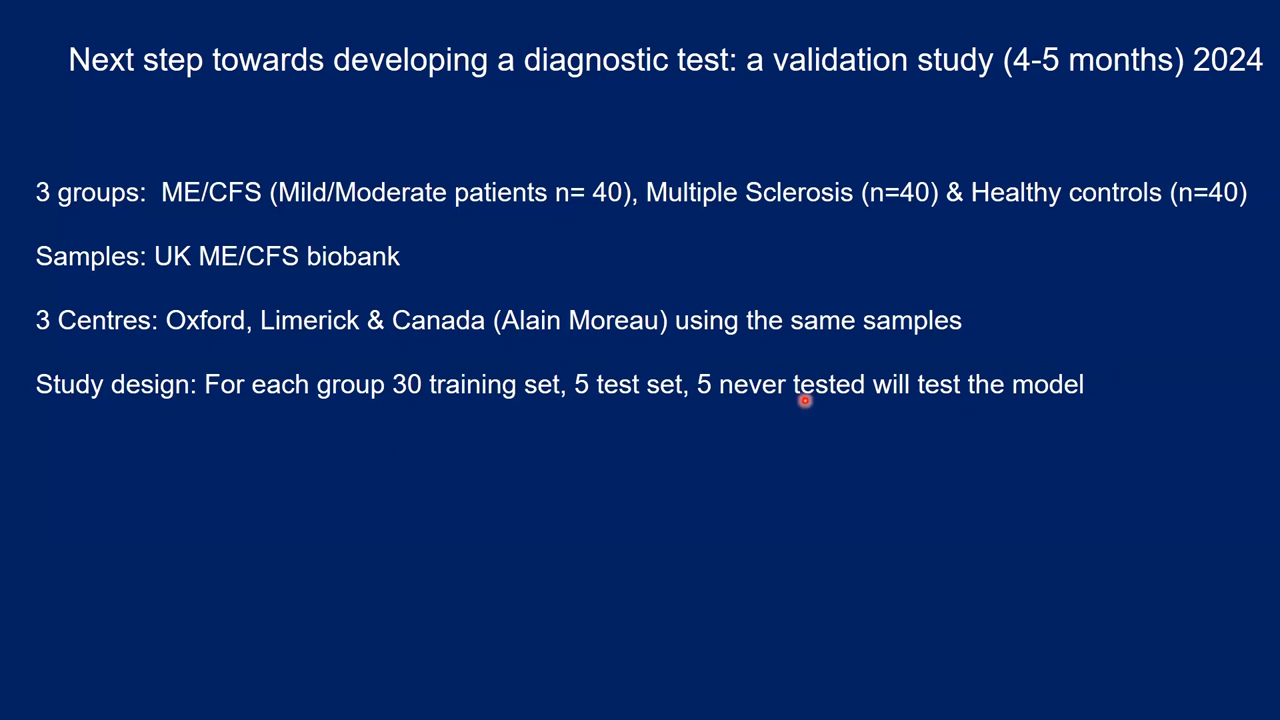 Next step towards developing a diagnostic test: a validation study (4-5 months) 2024
3 groups:  ME/CFS (Mild/Moderate patients n= 40), Multiple Sclerosis (n=40) & Healthy controls (n=40)
Samples: UK ME/CFS biobank
3 Centres: Oxford, Limerick & Canada (Alain Moreau) using the same samples
Study design: For each group 30 training set, 5 test set, 5 never tested will test the model